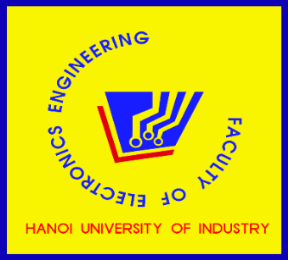 FACULTY OF ELECTRONICS ENGINEERING
HANOI UNIVERSITY OF INDUSTRY